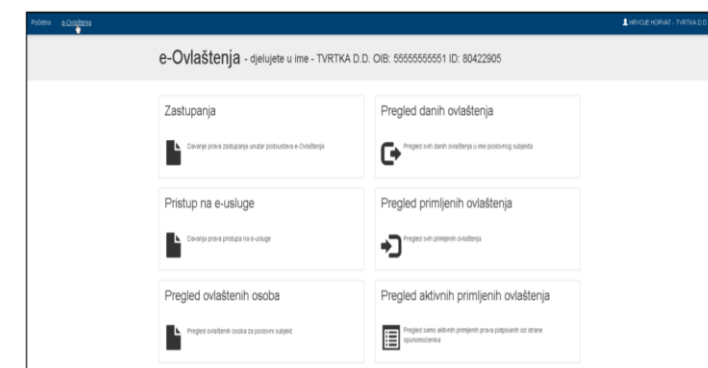 Početna e-Ovlaštenja HRVOJE HORVAT - TVRTKA D.D.
e-Ovlaštenja - djelujete u ime - TVRTKA D.D. OIB: 55555555551 ID: 80422905
Zastupanja
Davanje prava zastupanja unutar podsustava e-Ovlaštenja
Pregled danih ovlaštenja
Pregled svih danih ovlaštenja u ime poslovnog subjekta
Pristup na e-usluge
Davanja prava pristupa na e-usluge
Pregled primljenih ovlaštenja
Pregled svih primljenih ovlaštenja
Pregled ovlaštenih osoba
Pregled ovlaštenih osoba za poslovni subjekt
Pregled aktivnih primljenih ovlaštenja
Pregled samo aktivnih primljenih prava potpisanih od strane
opunomoćenika